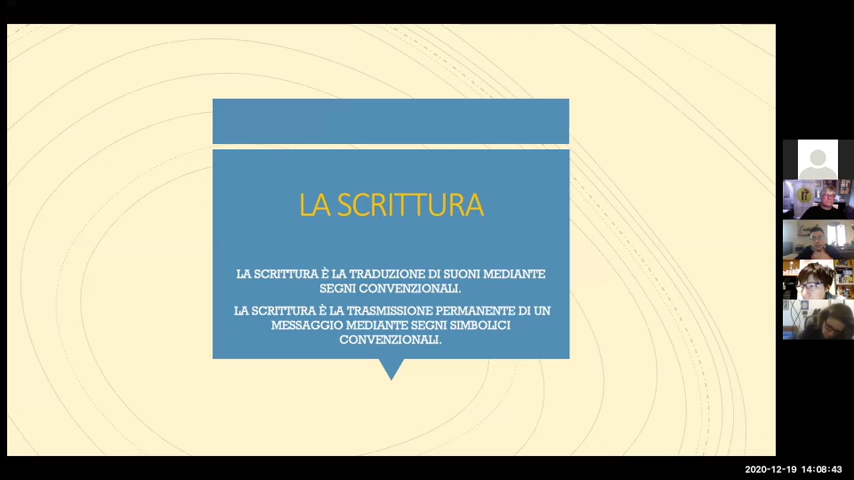 LA SCRITTURA
LA SCRITTURA È LA TRADUZIONE DI SUONI MEDIANTE
SEGNI CONVENZIONALI.
LA SCRITTURA È LA TRASMISSIONE PERMANENTE DI UN
MESSAGGIO MEDIANTE SEGNI SIMBOLICI
CONVENZIONALI.
2020-12-19 14:08:43